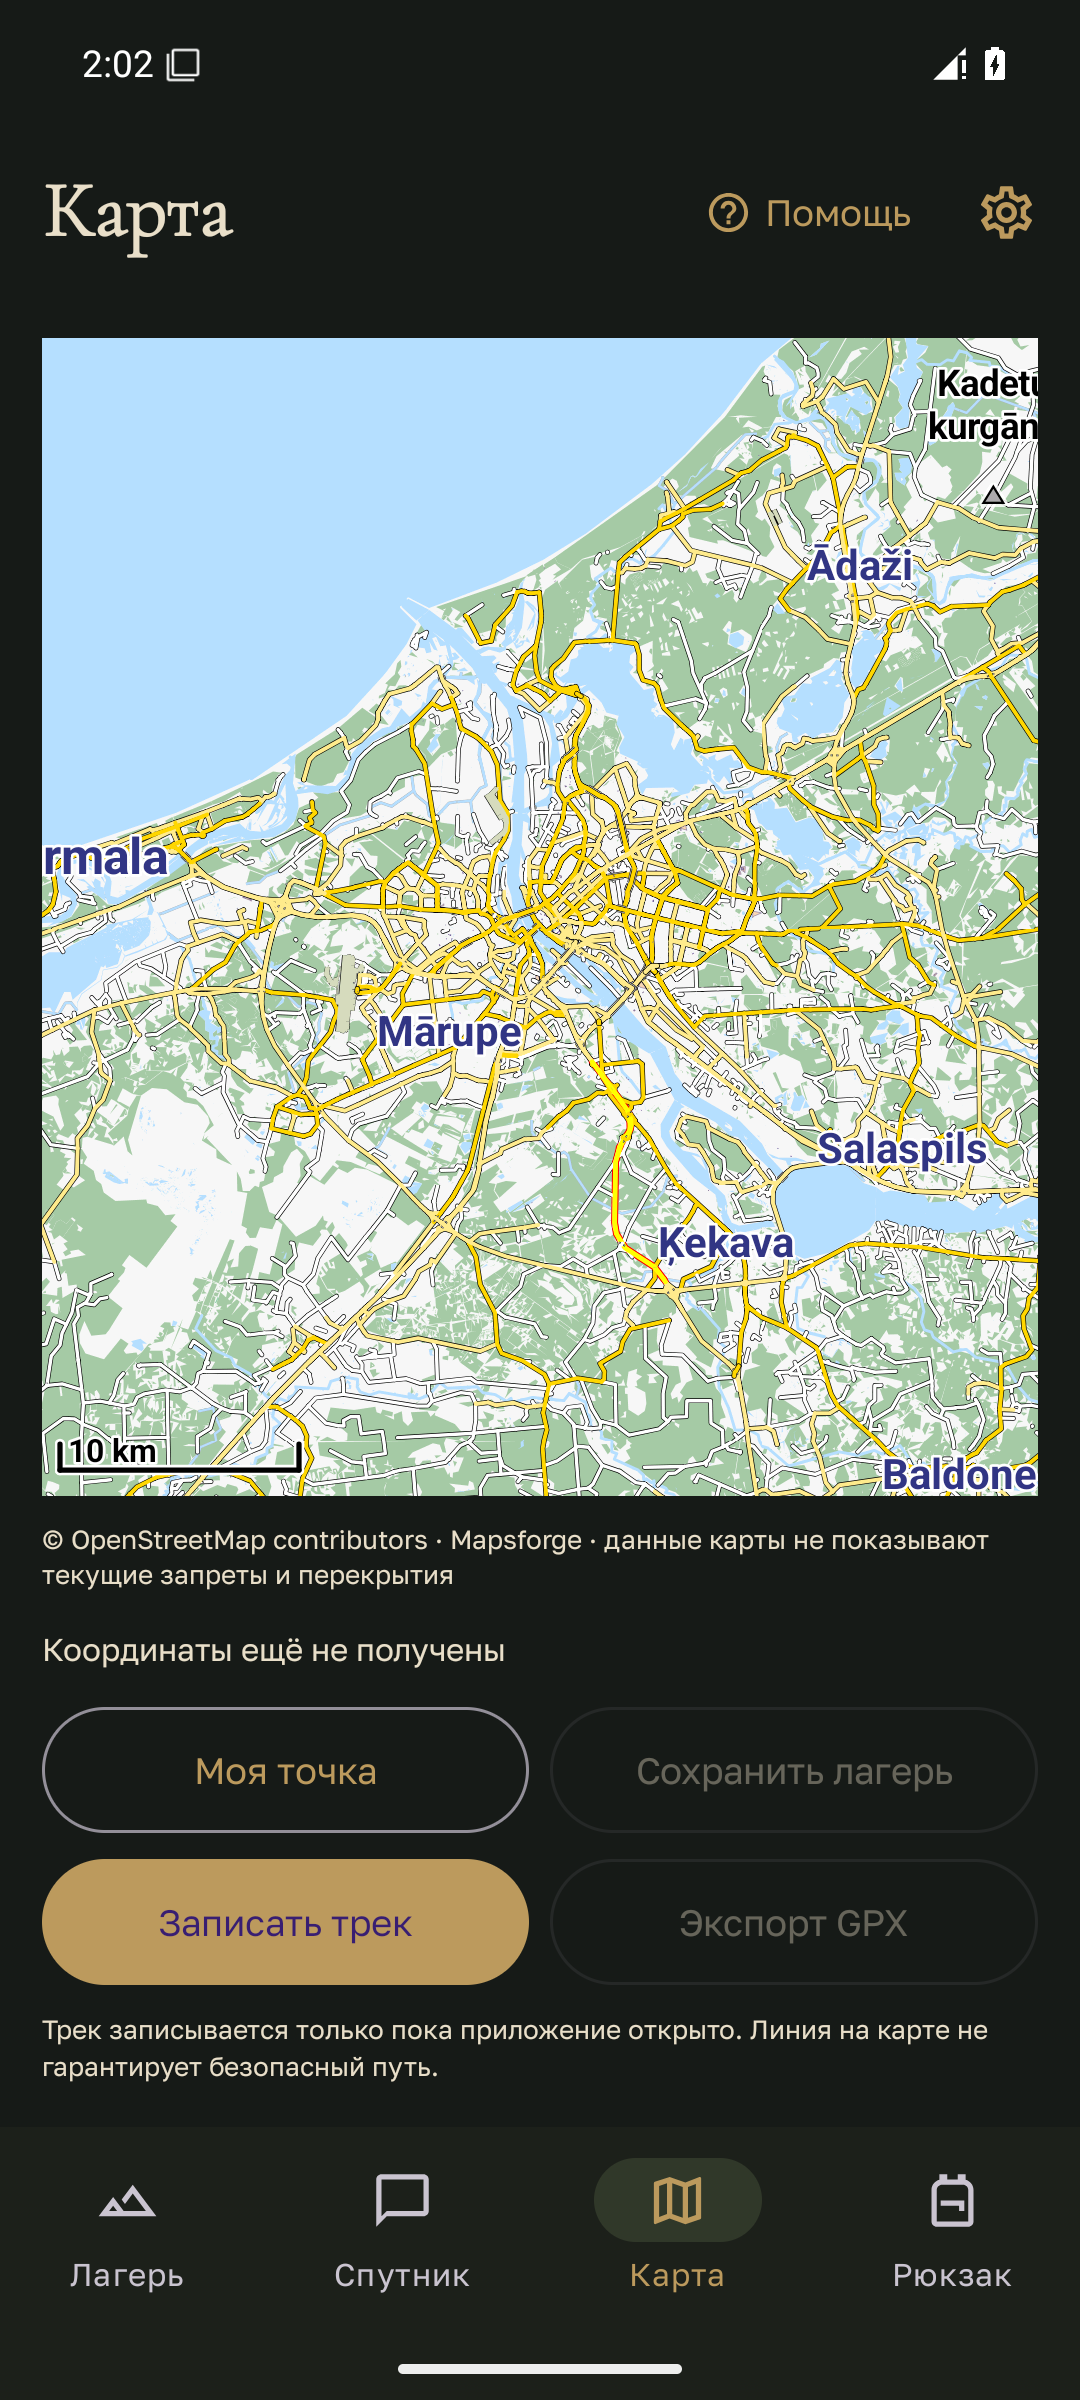 2:02
Карта
Помощь
Kadetu
kurgān
Ādaži
rmala
Mārupe
Salaspils
Ķekava
10 km
Baldone
© OpenStreetMap contributors · Mapsforge · данные карты не показывают
текущие запреты и перекрытия
Координаты ещё не получены
Моя точка
Сохранить лагерь
Записать трек
Экспорт GPX
Трек записывается только пока приложение открыто. Линия на карте не
гарантирует безопасный путь.
Лагерь
Спутник
Карта
Рюкзак